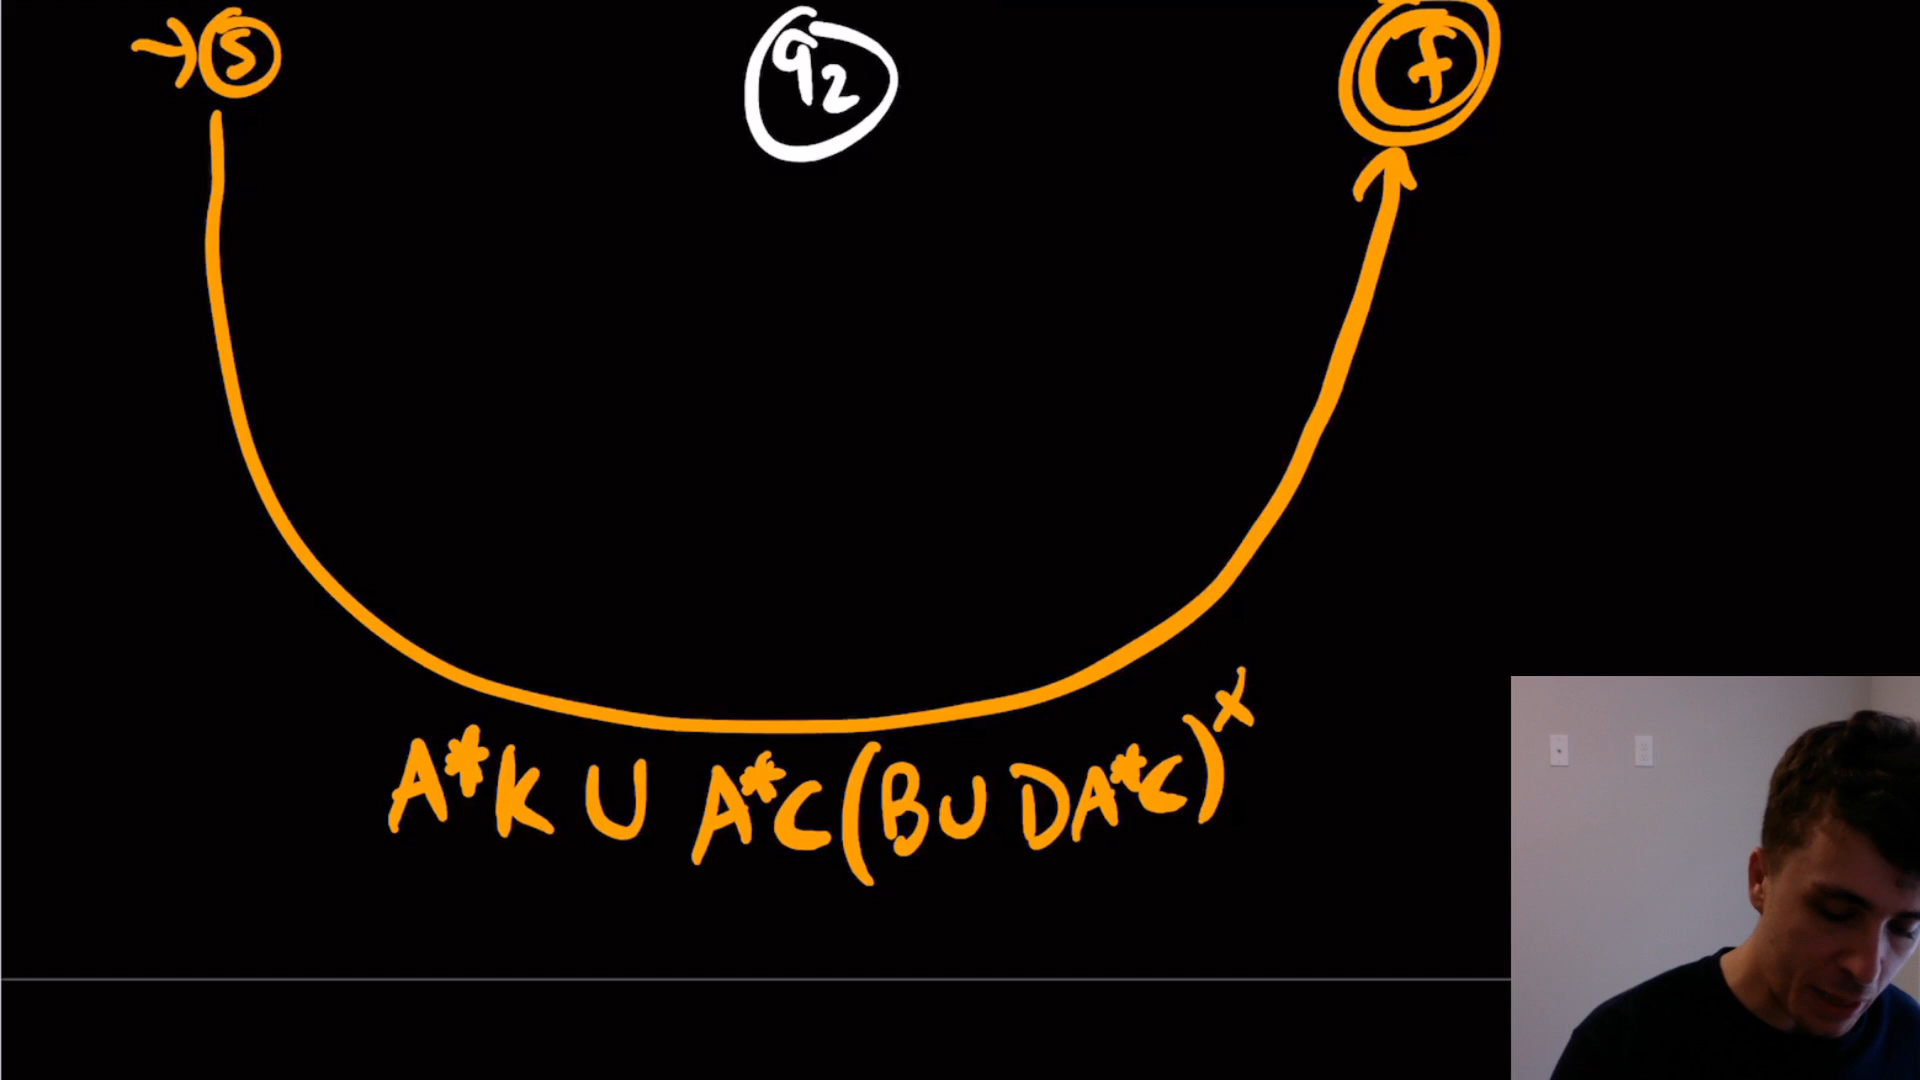 s q2 f
A*K ∪ A*C(B ∪ DA*C)*